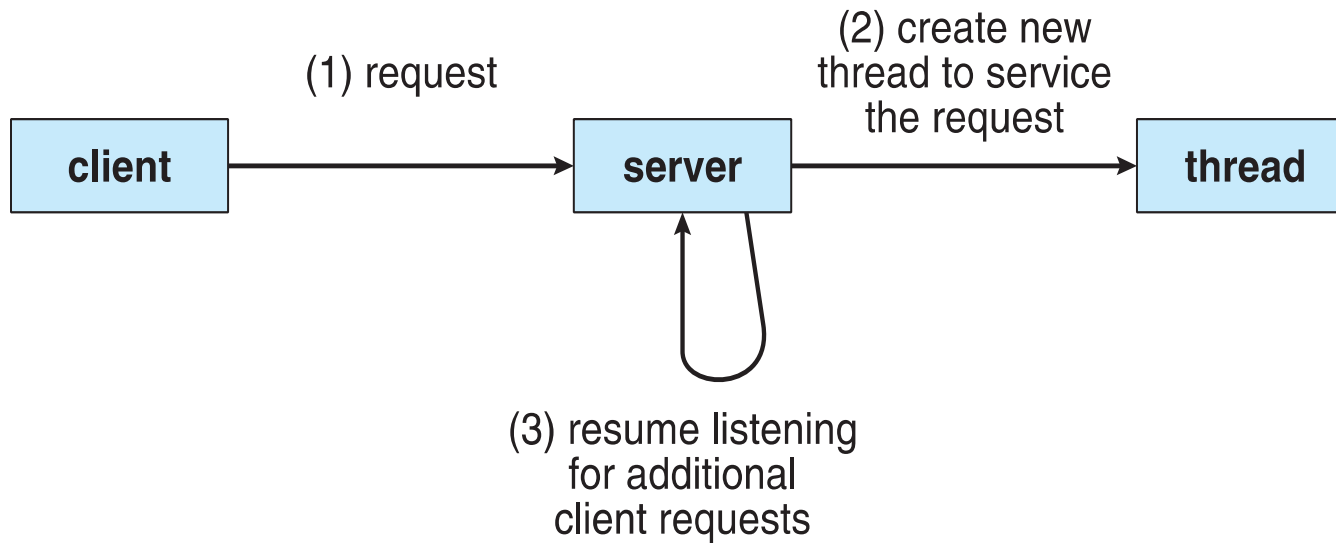 (1) request
(2) create new
thread to service
the request
client
server
thread
(3) resume listening
for additional
client requests